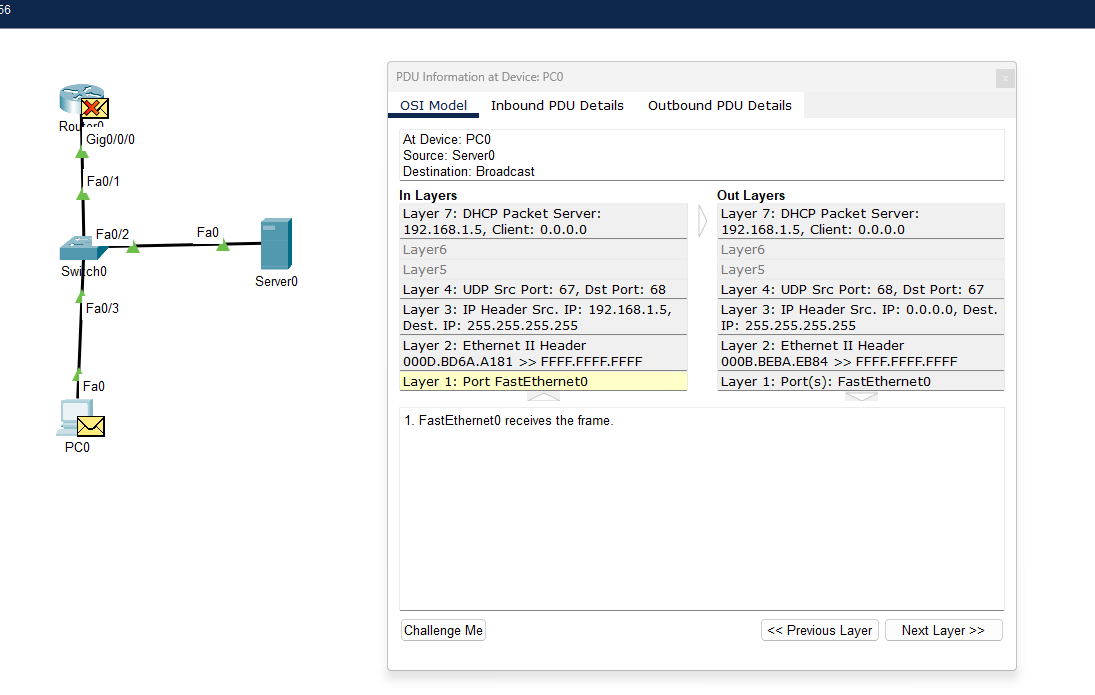 56
PDU Information at Device: PC0
x
OSI Model
Inbound PDU Details
Outbound PDU Details
At Device: PC0
Source: Server0
Destination: Broadcast
In Layers
Layer 7: DHCP Packet Server:
192.168.1.5, Client: 0.0.0.0
Layer6
Layer5
Layer 4: UDP Src Port: 67, Dst Port: 68
Layer 3: IP Header Src. IP: 192.168.1.5,
Dest. IP: 255.255.255.255
Layer 2: Ethernet II Header
000D.BD6A.A181 >> FFFF.FFFF.FFFF
Layer 1: Port FastEthernet0
Out Layers
Layer 7: DHCP Packet Server:
192.168.1.5, Client: 0.0.0.0
Layer6
Layer5
Layer 4: UDP Src Port: 68, Dst Port: 67
Layer 3: IP Header Src. IP: 0.0.0.0, Dest.
IP: 255.255.255.255
Layer 2: Ethernet II Header
000B.BEBA.EB84 >> FFFF.FFFF.FFFF
Layer 1: Port(s): FastEthernet0
1. FastEthernet0 receives the frame.
Challenge Me
<< Previous Layer
Next Layer >>
Router0
Gig0/0/0
Fa0/1
Fa0/2
Fa0
Switch0
Server0
Fa0/3
Fa0
PC0